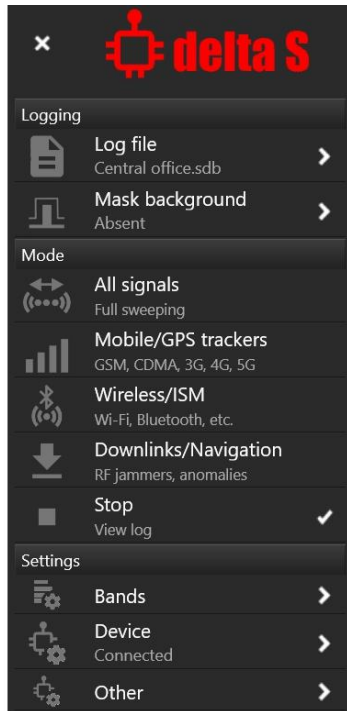 delta S
Logging
Log file
Central office.sdb
Mask background
Absent
Mode
All signals
Full sweeping
Mobile/GPS trackers
GSM, CDMA, 3G, 4G, 5G
Wireless/ISM
Wi-Fi, Bluetooth, etc.
Downlinks/Navigation
RF jammers, anomalies
Stop
View log
Settings
Bands
Device
Connected
Other